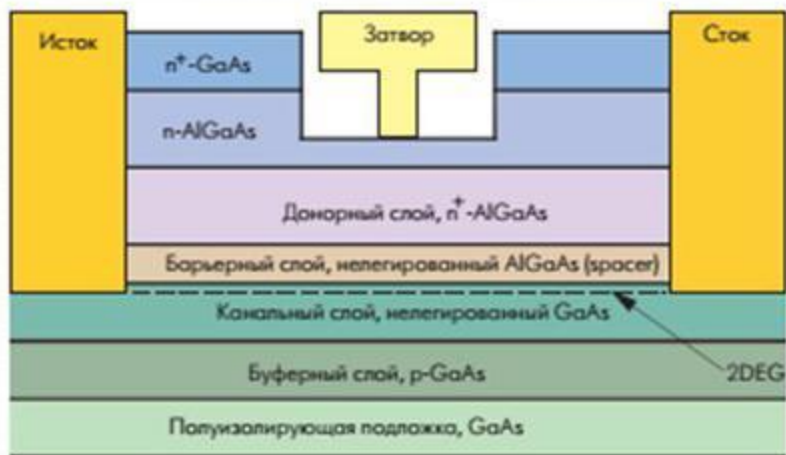 Исток
Затвор
Сток
n⁺-GaAs
n-AlGaAs
Донорный слой, n⁺-AlGaAs
Барьерный слой, нелегированный AlGaAs (spacer)
Канальный слой, нелегированный GaAs
Буферный слой, p-GaAs
2DEG
Полуизолирующая подложка, GaAs